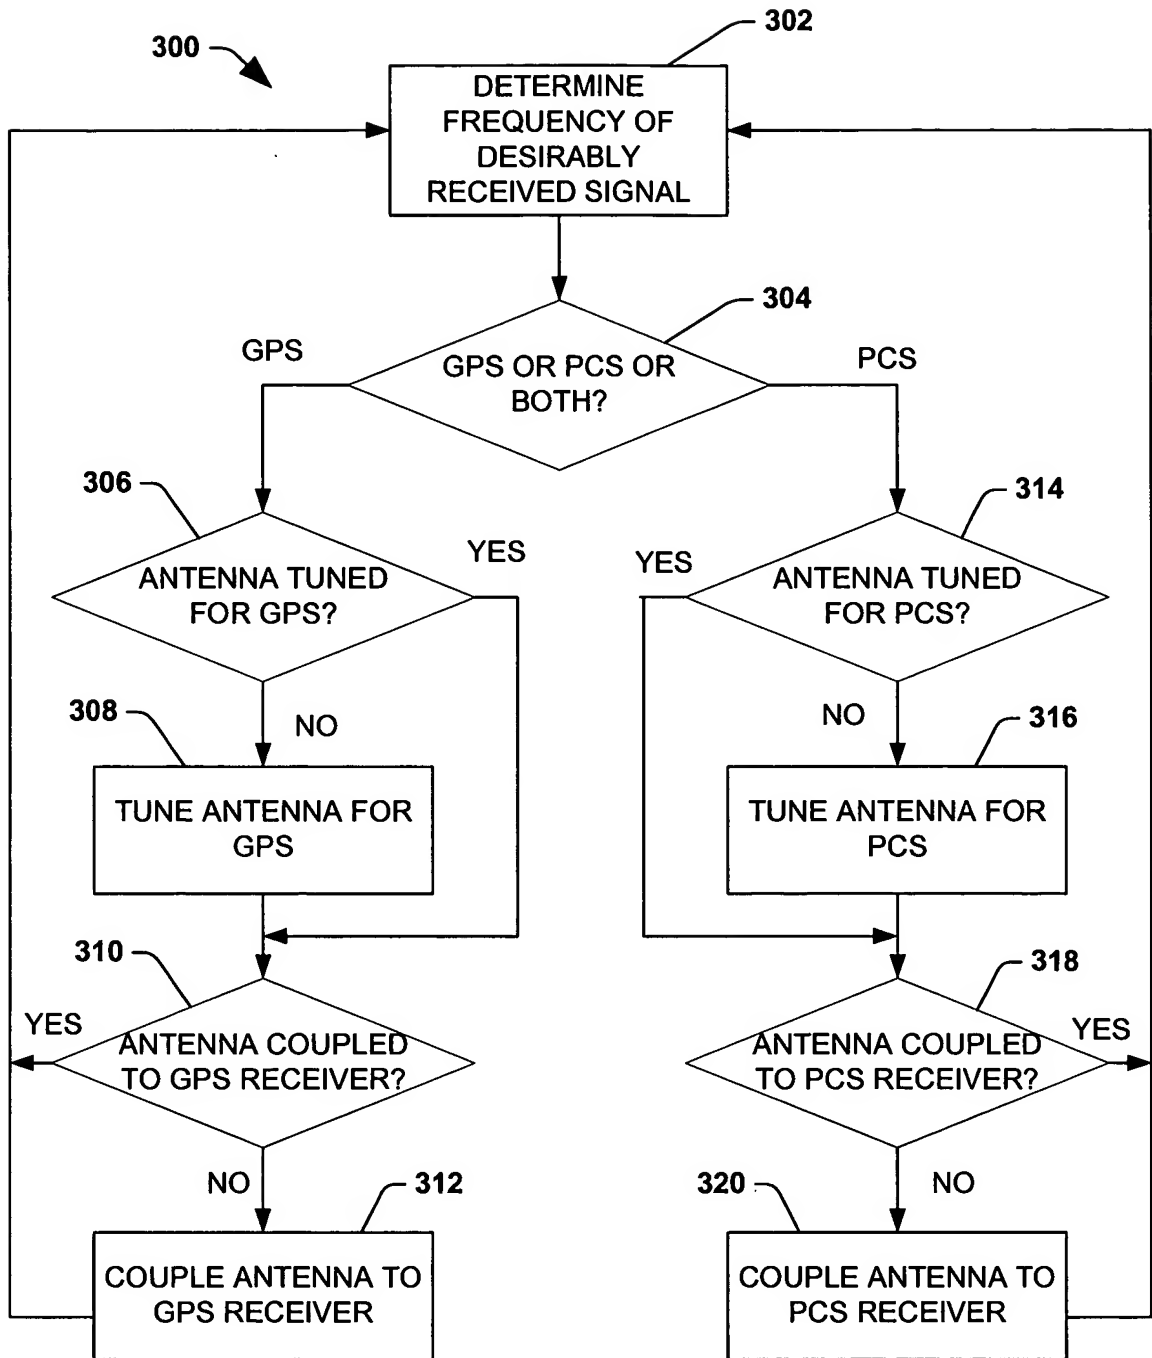 302
300
DETERMINE
FREQUENCY OF
DESIRABLY
RECEIVED SIGNAL
304
GPS
GPS OR PCS OR
BOTH?
PCS
306
314
YES
ANTENNA TUNED
FOR GPS?
YES
ANTENNA TUNED
FOR PCS?
308
NO
NO
316
TUNE ANTENNA FOR
GPS
TUNE ANTENNA FOR
PCS
310
318
YES
ANTENNA COUPLED
TO GPS RECEIVER?
ANTENNA COUPLED
TO PCS RECEIVER?
YES
NO
312
320
NO
COUPLE ANTENNA TO
GPS RECEIVER
COUPLE ANTENNA TO
PCS RECEIVER